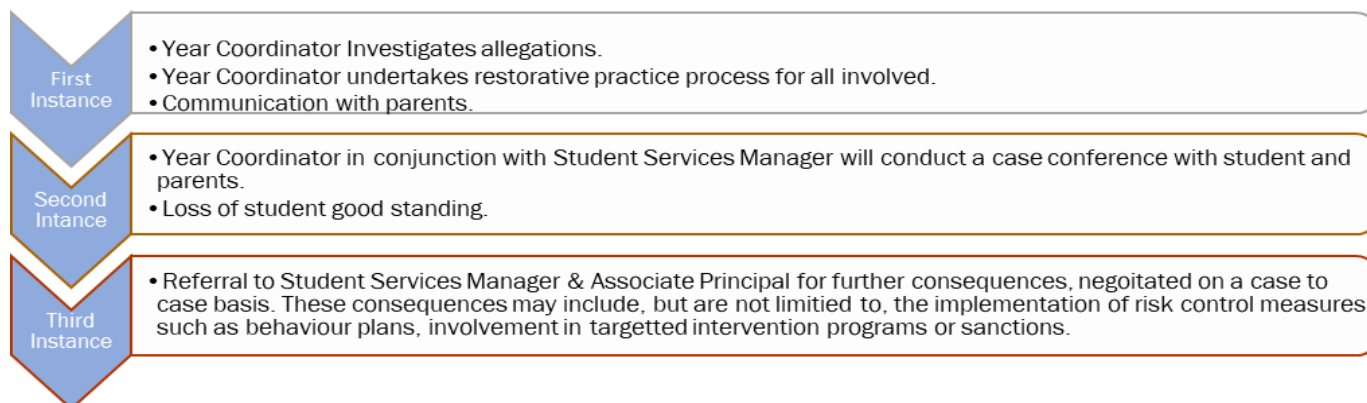 First
Instance
• Year Coordinator Investigates allegations.
• Year Coordinator undertakes restorative practice process for all involved.
• Communication with parents.
Second
Intance
• Year Coordinator in conjunction with Student Services Manager will conduct a case conference with student and
parents.
• Loss of student good standing.
Third
Instance
• Referral to Student Services Manager & Associate Principal for further consequences, negoitated on a case to
case basis. These consequences may include, but are not limitied to, the implementation of risk control measures
such as behaviour plans, involvement in targetted intervention programs or sanctions.